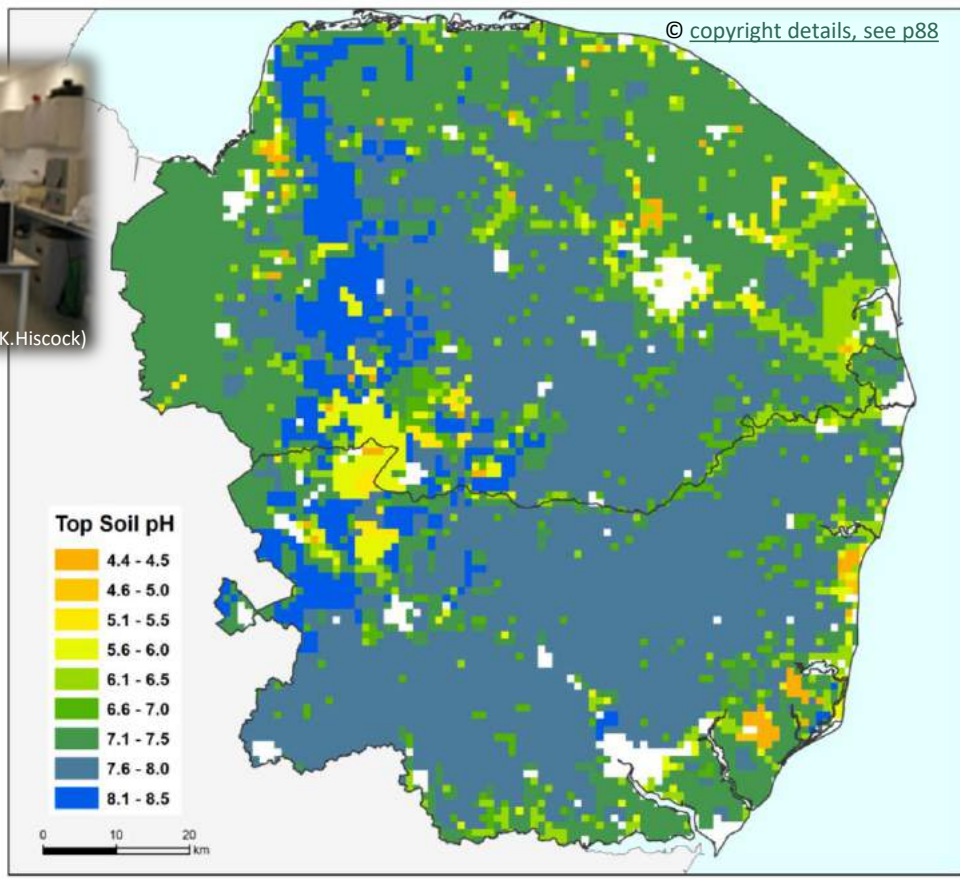 © copyright details, see p88
K.Hiscock)
Top Soil pH
4.4 - 4.5
4.6 - 5.0
5.1 - 5.5
5.6 - 6.0
6.1 - 6.5
6.6 - 7.0
7.1 - 7.5
7.6 - 8.0
8.1 - 8.5
0 10 20
km